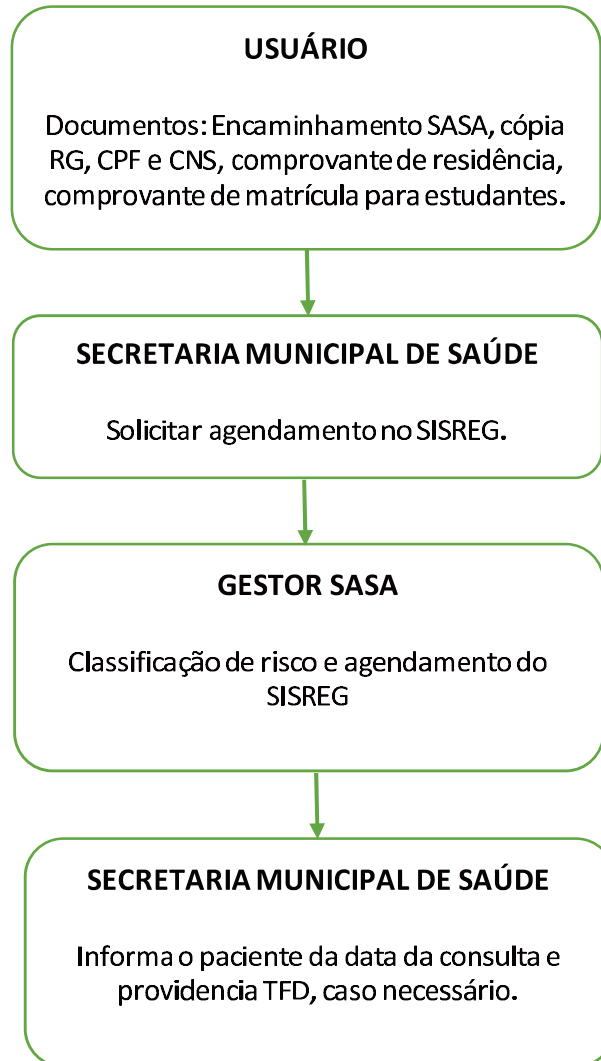 USUÁRIO
Documentos: Encaminhamento SASA, cópia
RG, CPF e CNS, comprovante de residência,
comprovante de matrícula para estudantes.
SECRETARIA MUNICIPAL DE SAÚDE
Solicitar agendamento no SISREG.
GESTOR SASA
Classificação de risco e agendamento do
SISREG
SECRETARIA MUNICIPAL DE SAÚDE
Informa o paciente da data da consulta e
providencia TFD, caso necessário.